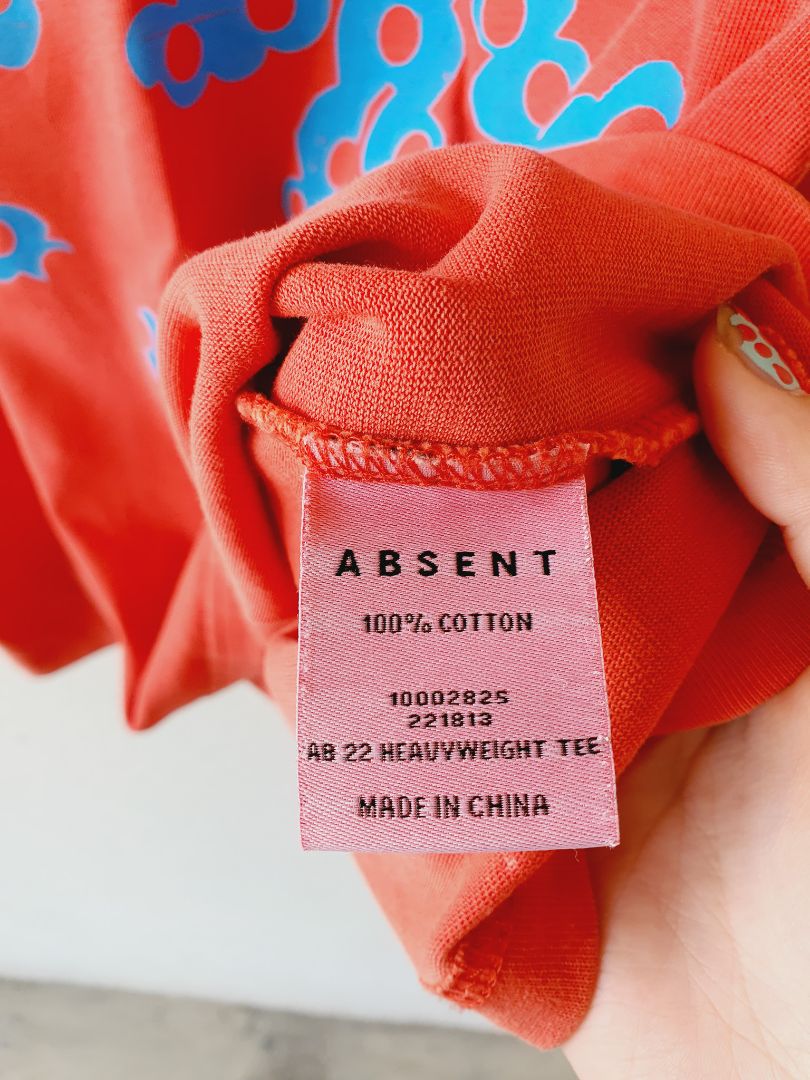 ABSENT
100% COTTON
10002825
221813
AB 22 HEAVYWEIGHT TEE
MADE IN CHINA